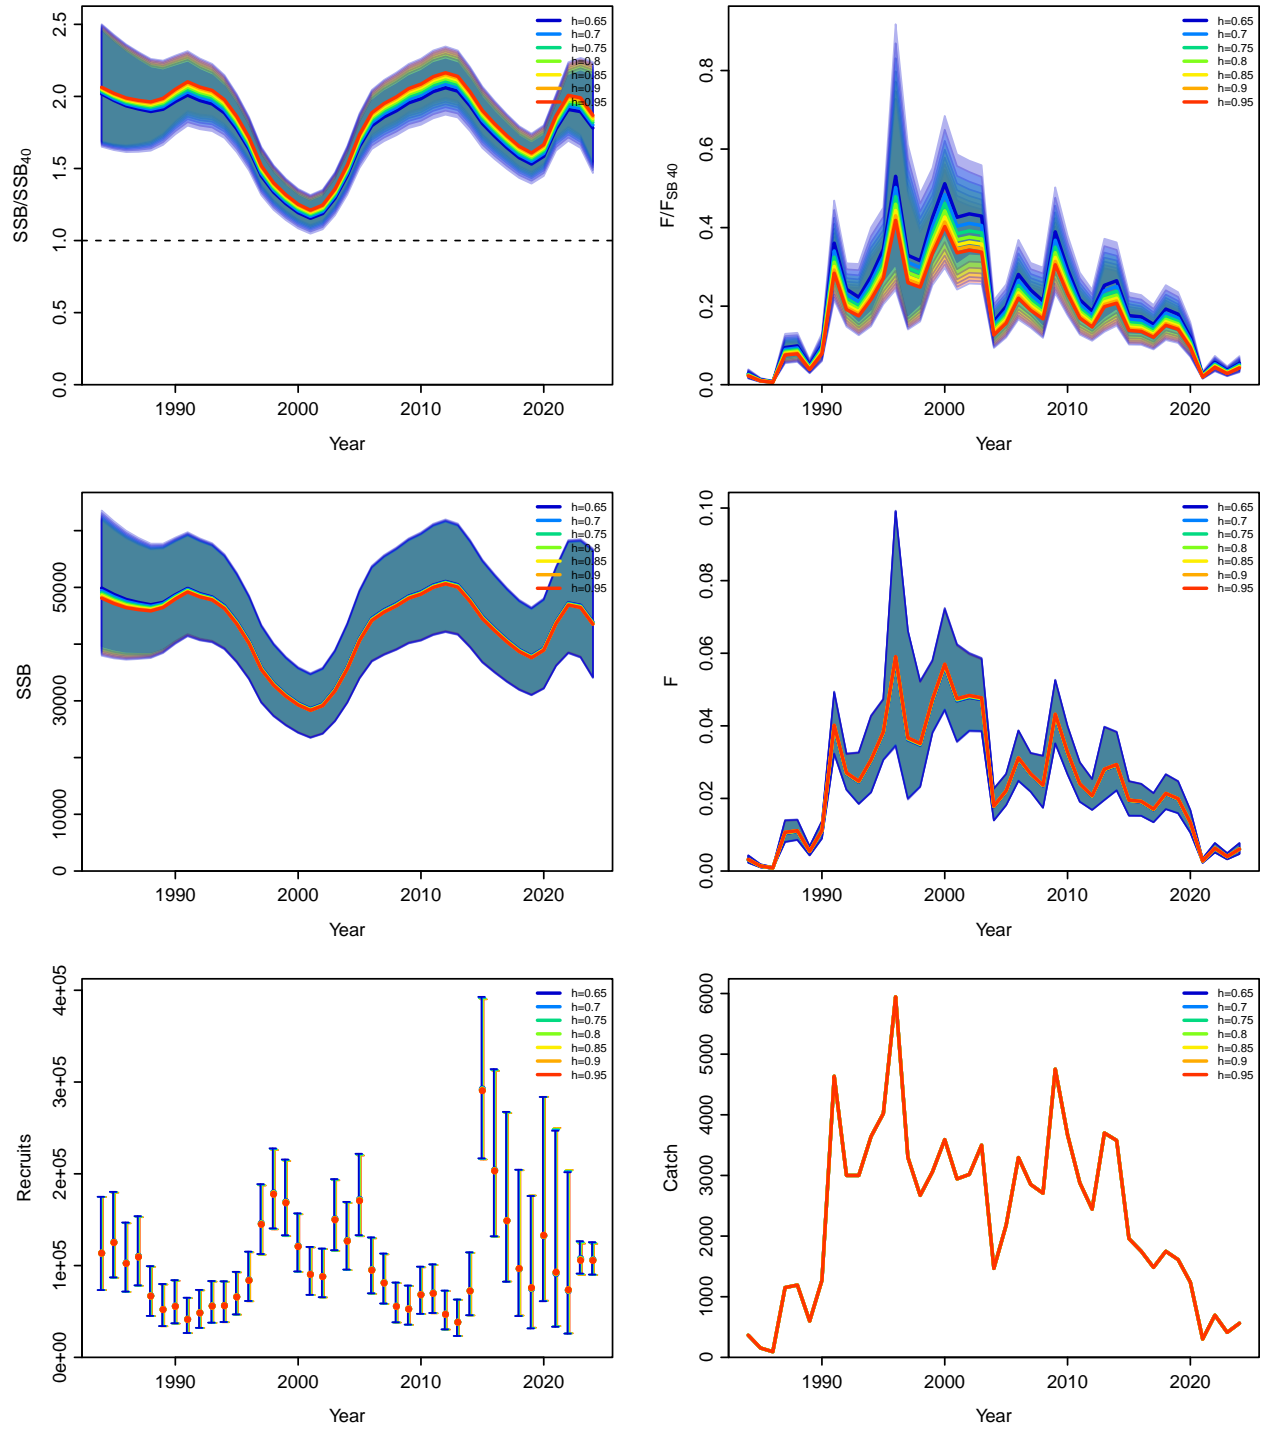 SSB/SSB40
0.0 0.5 1.0 1.5 2.0 2.5
h=0.65
h=0.7
h=0.75
h=0.8
h=0.85
h=0.9
h=0.95
1990 2000 2010 2020
Year
F/FSB 40
0.0 0.2 0.4 0.6 0.8
h=0.65
h=0.7
h=0.75
h=0.8
h=0.85
h=0.9
h=0.95
1990 2000 2010 2020
Year
SSB
0 10000 30000 50000
h=0.65
h=0.7
h=0.75
h=0.8
h=0.85
h=0.9
h=0.95
1990 2000 2010 2020
Year
F
0.00 0.02 0.04 0.06 0.08 0.10
h=0.65
h=0.7
h=0.75
h=0.8
h=0.85
h=0.9
h=0.95
1990 2000 2010 2020
Year
Recruits
0e+00 1e+05 2e+05 3e+05 4e+05
h=0.65
h=0.7
h=0.75
h=0.8
h=0.85
h=0.9
h=0.95
1990 2000 2010 2020
Year
Catch
0 1000 2000 3000 4000 5000 6000
h=0.65
h=0.7
h=0.75
h=0.8
h=0.85
h=0.9
h=0.95
1990 2000 2010 2020
Year